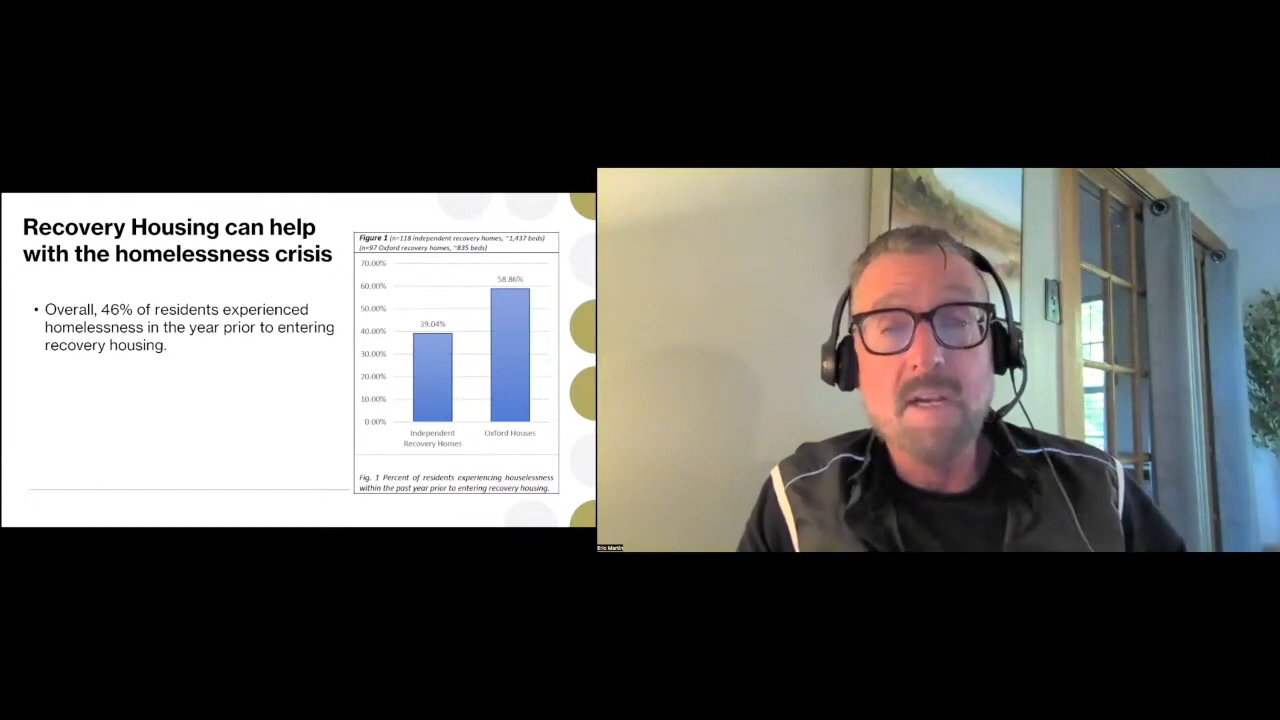 Recovery Housing can help
with the homelessness crisis
• Overall, 46% of residents experienced
homelessness in the year prior to entering
recovery housing.
Figure 1 (n=118 independent recovery homes, ~1,437 beds)
(n=97 Oxford recovery homes, ~835 beds)
70.00%
60.00%
50.00%
40.00%
30.00%
20.00%
10.00%
0.00%
39.04%
58.86%
Independent
Recovery Homes
Oxford Houses
Fig. 1 Percent of residents experiencing houselessness
within the past year prior to entering recovery housing.
Eric Martin